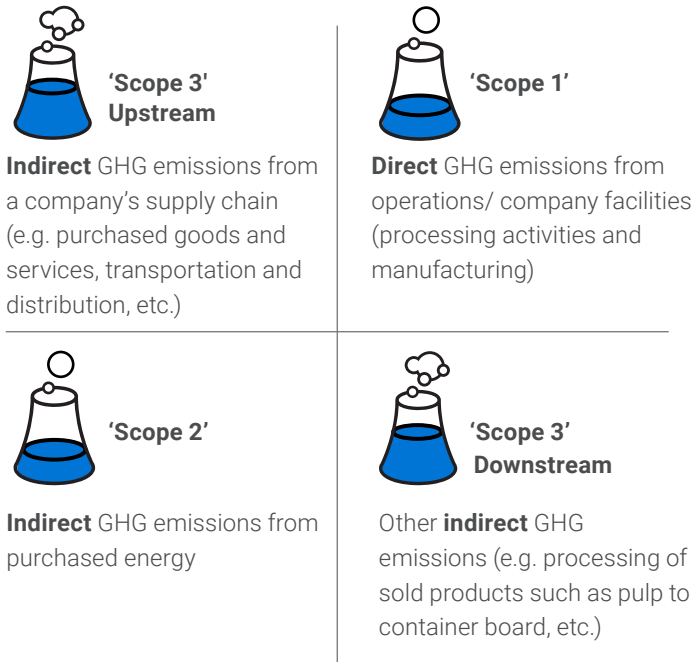 ‘Scope 3'
Upstream
Indirect GHG emissions from
a company’s supply chain
(e.g. purchased goods and
services, transportation and
distribution, etc.)
‘Scope 1’
Direct GHG emissions from
operations/ company facilities
(processing activities and
manufacturing)
‘Scope 2’
Indirect GHG emissions from
purchased energy
‘Scope 3’
Downstream
Other indirect GHG
emissions (e.g. processing of
sold products such as pulp to
container board, etc.)